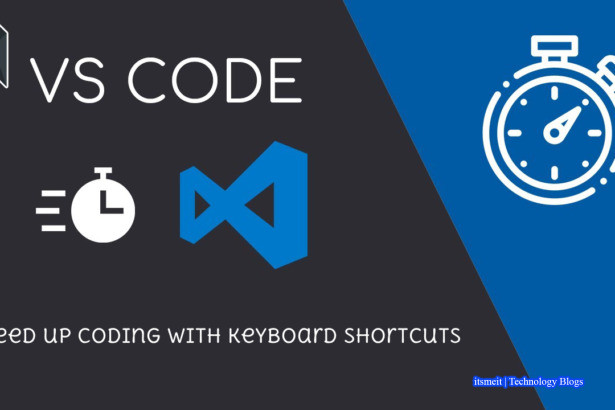 VS CODE
EED UP CODING WITH KEYBOARD SHORTCUTS
itsmeit | Technology Blogs